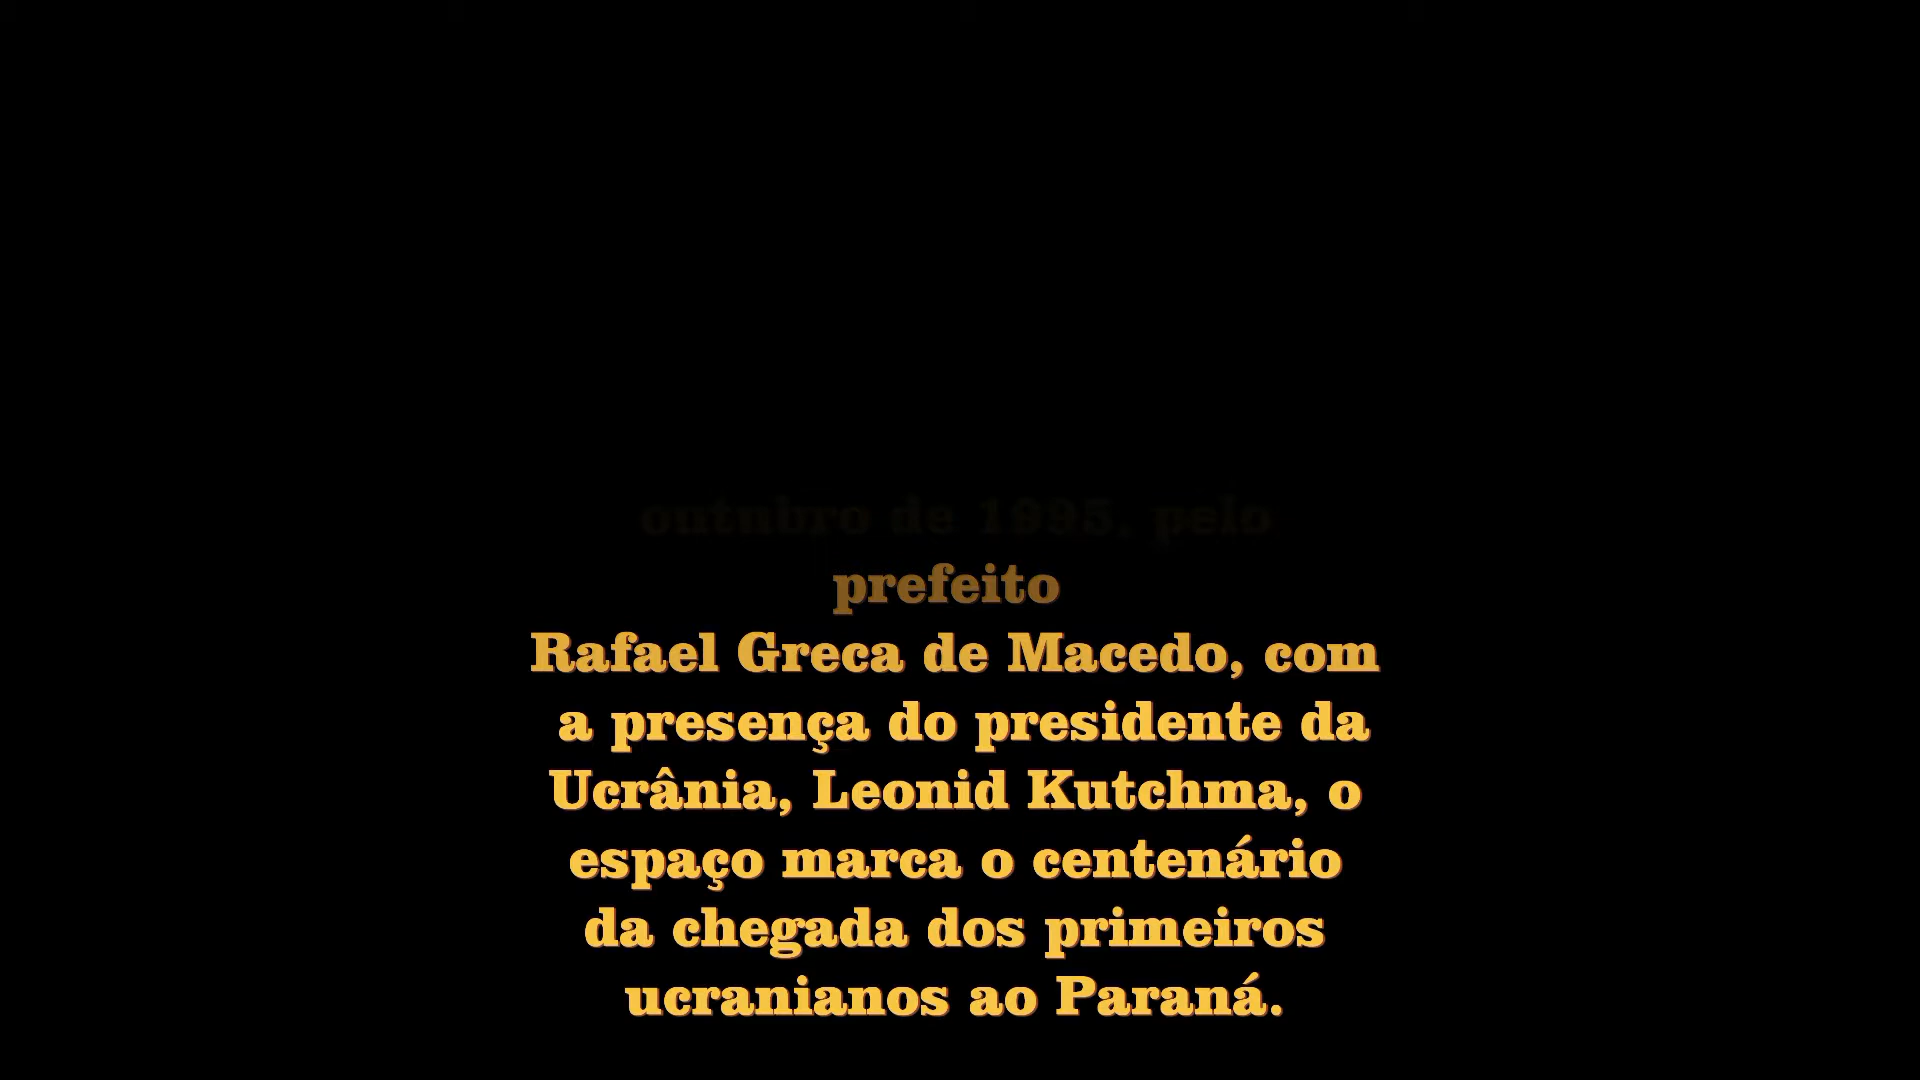 outubro de 1995, pelo
prefeito
Rafael Greca de Macedo, com
a presença do presidente da
Ucrânia, Leonid Kutchma, o
espaço marca o centenário
da chegada dos primeiros
ucranianos ao Paraná.